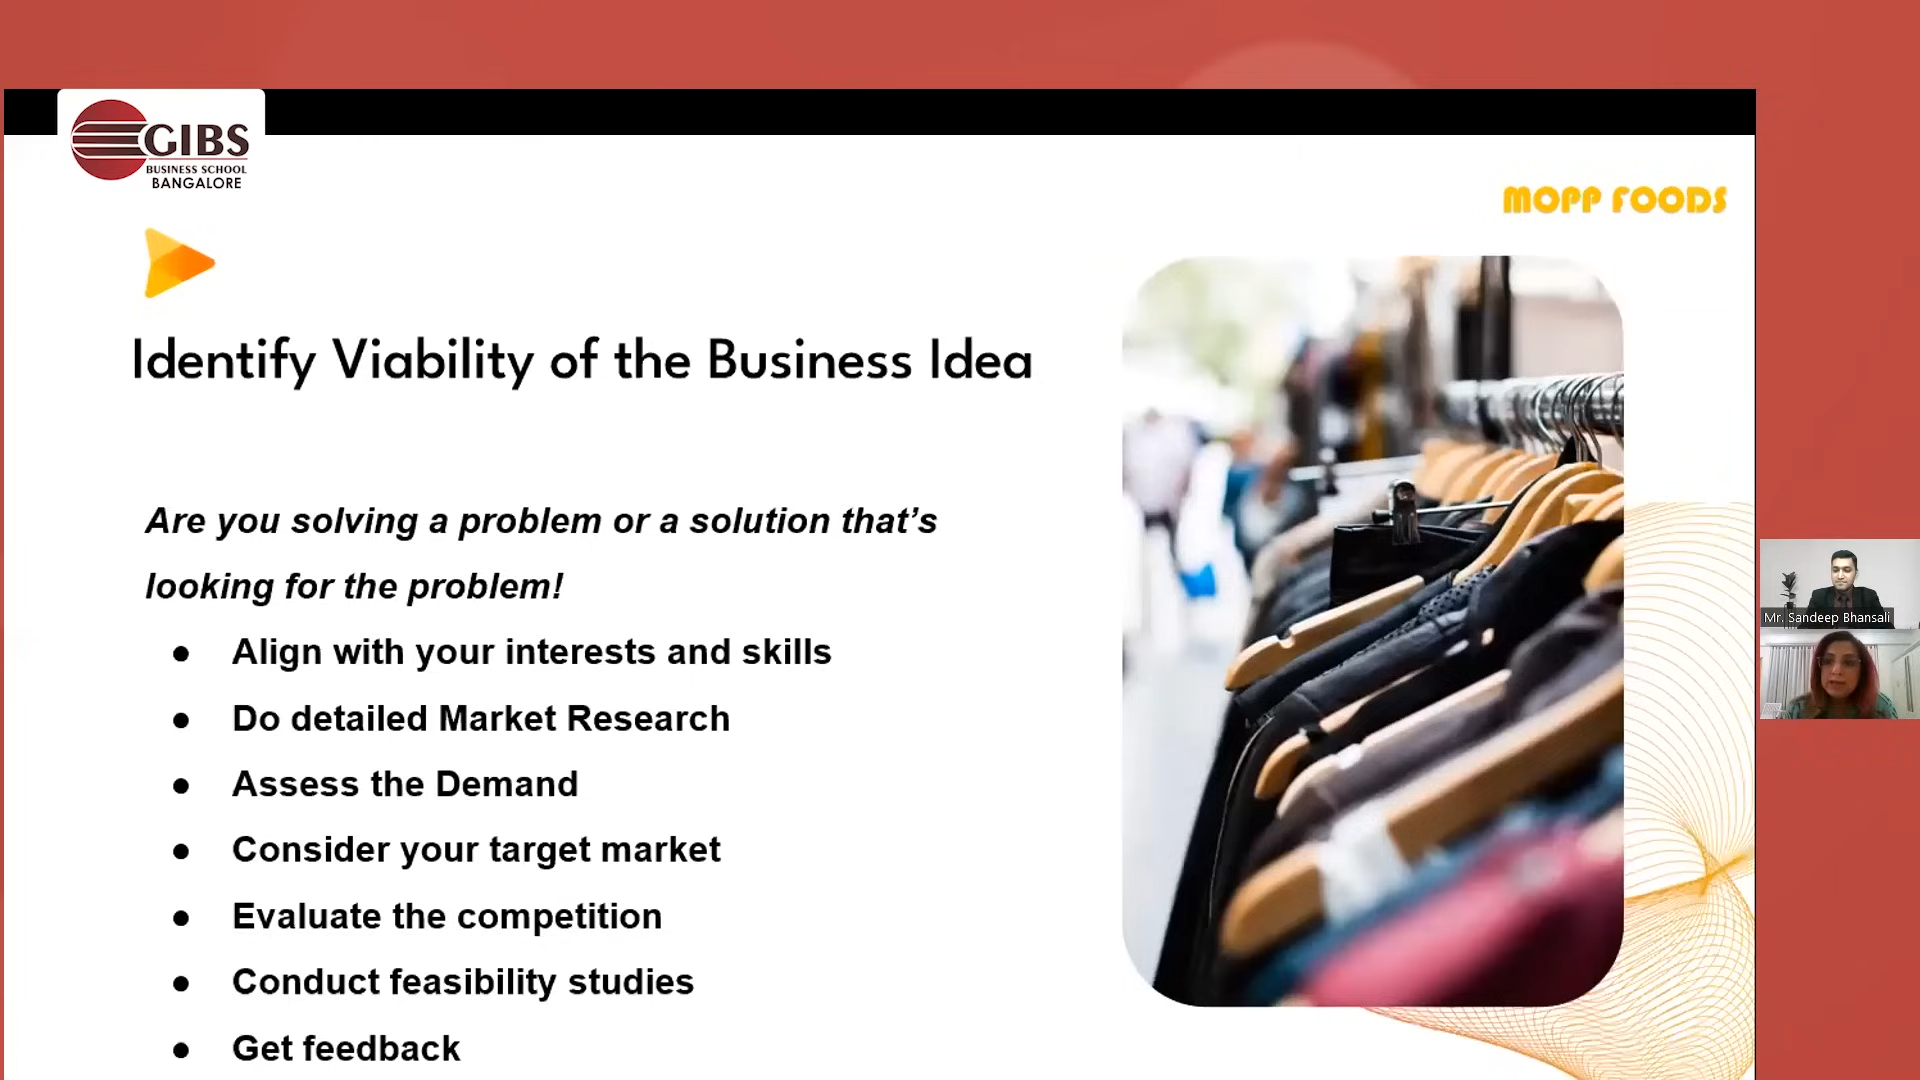 GIBS
BUSINESS SCHOOL
BANGALORE
MOPP FOODS
Identify Viability of the Business Idea
Are you solving a problem or a solution that’s
looking for the problem!
● Align with your interests and skills
● Do detailed Market Research
● Assess the Demand
● Consider your target market
● Evaluate the competition
● Conduct feasibility studies
● Get feedback
Mr. Sandeep Bhansali